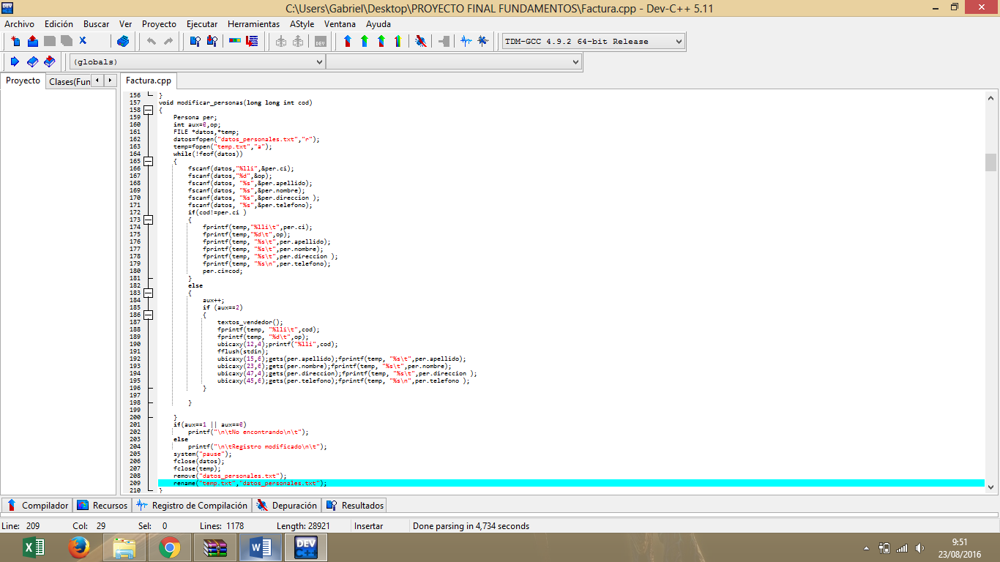 C:\Users\Gabriel\Desktop\PROYECTO FINAL FUNDAMENTOS\Factura.cpp - Dev-C++ 5.11
Archivo Edición Buscar Ver Proyecto Ejecutar Herramientas AStyle Ventana Ayuda
TDM-GCC 4.9.2 64-bit Release
(globals)
Proyecto Clases(Fun Factura.cpp
156 }
157 void modificar_personas(long long int cod)
158 {
159 Persona per;
160 int aux=0,op;
161 FILE *datos,*temp;
162 datos=fopen("datos_personales.txt","r");
163 temp=fopen("temp.txt","a");
164 while(!feof(datos))
165 {
166 fscanf(datos,"%lli",&per.ci);
167 fscanf(datos,"%d",&op);
168 fscanf(datos, "%s",&per.apellido);
169 fscanf(datos, "%s",&per.nombre);
170 fscanf(datos, "%s",&per.direccion );
171 fscanf(datos, "%s",&per.telefono);
172 if(cod!=per.ci )
173 {
174 fprintf(temp,"%lli\t",per.ci);
175 fprintf(temp,"%d\t",op);
176 fprintf(temp, "%s\t",per.apellido);
177 fprintf(temp, "%s\t",per.nombre);
178 fprintf(temp, "%s\t",per.direccion );
179 fprintf(temp, "%s\n",per.telefono);
180 per.ci=cod;
181 }
182 else
183 {
184 aux++;
185 if (aux==2)
186 {
187 textos_vendedor();
188 fprintf(temp, "%lli\t",cod);
189 fprintf(temp, "%d\t",op);
190 ubicaxy(12,4);printf("%lli",cod);
191 fflush(stdin);
192 ubicaxy(15,6);gets(per.apellido);fprintf(temp, "%s\t",per.apellido);
193 ubicaxy(23,6);gets(per.nombre);fprintf(temp, "%s\t",per.nombre);
194 ubicaxy(47,4);gets(per.direccion);fprintf(temp, "%s\t",per.direccion );
195 ubicaxy(45,6);gets(per.telefono);fprintf(temp, "%s\n",per.telefono );
196 }
197
198 }
199
200 }
201 if(aux==1 || aux==0)
202 printf("\n\tNo encontrando\n\t");
203 else
204 printf("\n\tRegistro modificado\n\t");
205 system("pause");
206 fclose(datos);
207 fclose(temp);
208 remove("datos_personales.txt");
209 rename("temp.txt","datos_personales.txt");
210 }
Compilador Recursos Registro de Compilación Depuración Resultados
Line: 209 Col: 29 Sel: 0 Lines: 1178 Length: 28921 Insertar Done parsing in 4,734 seconds
DEV C++
9:51
23/08/2016